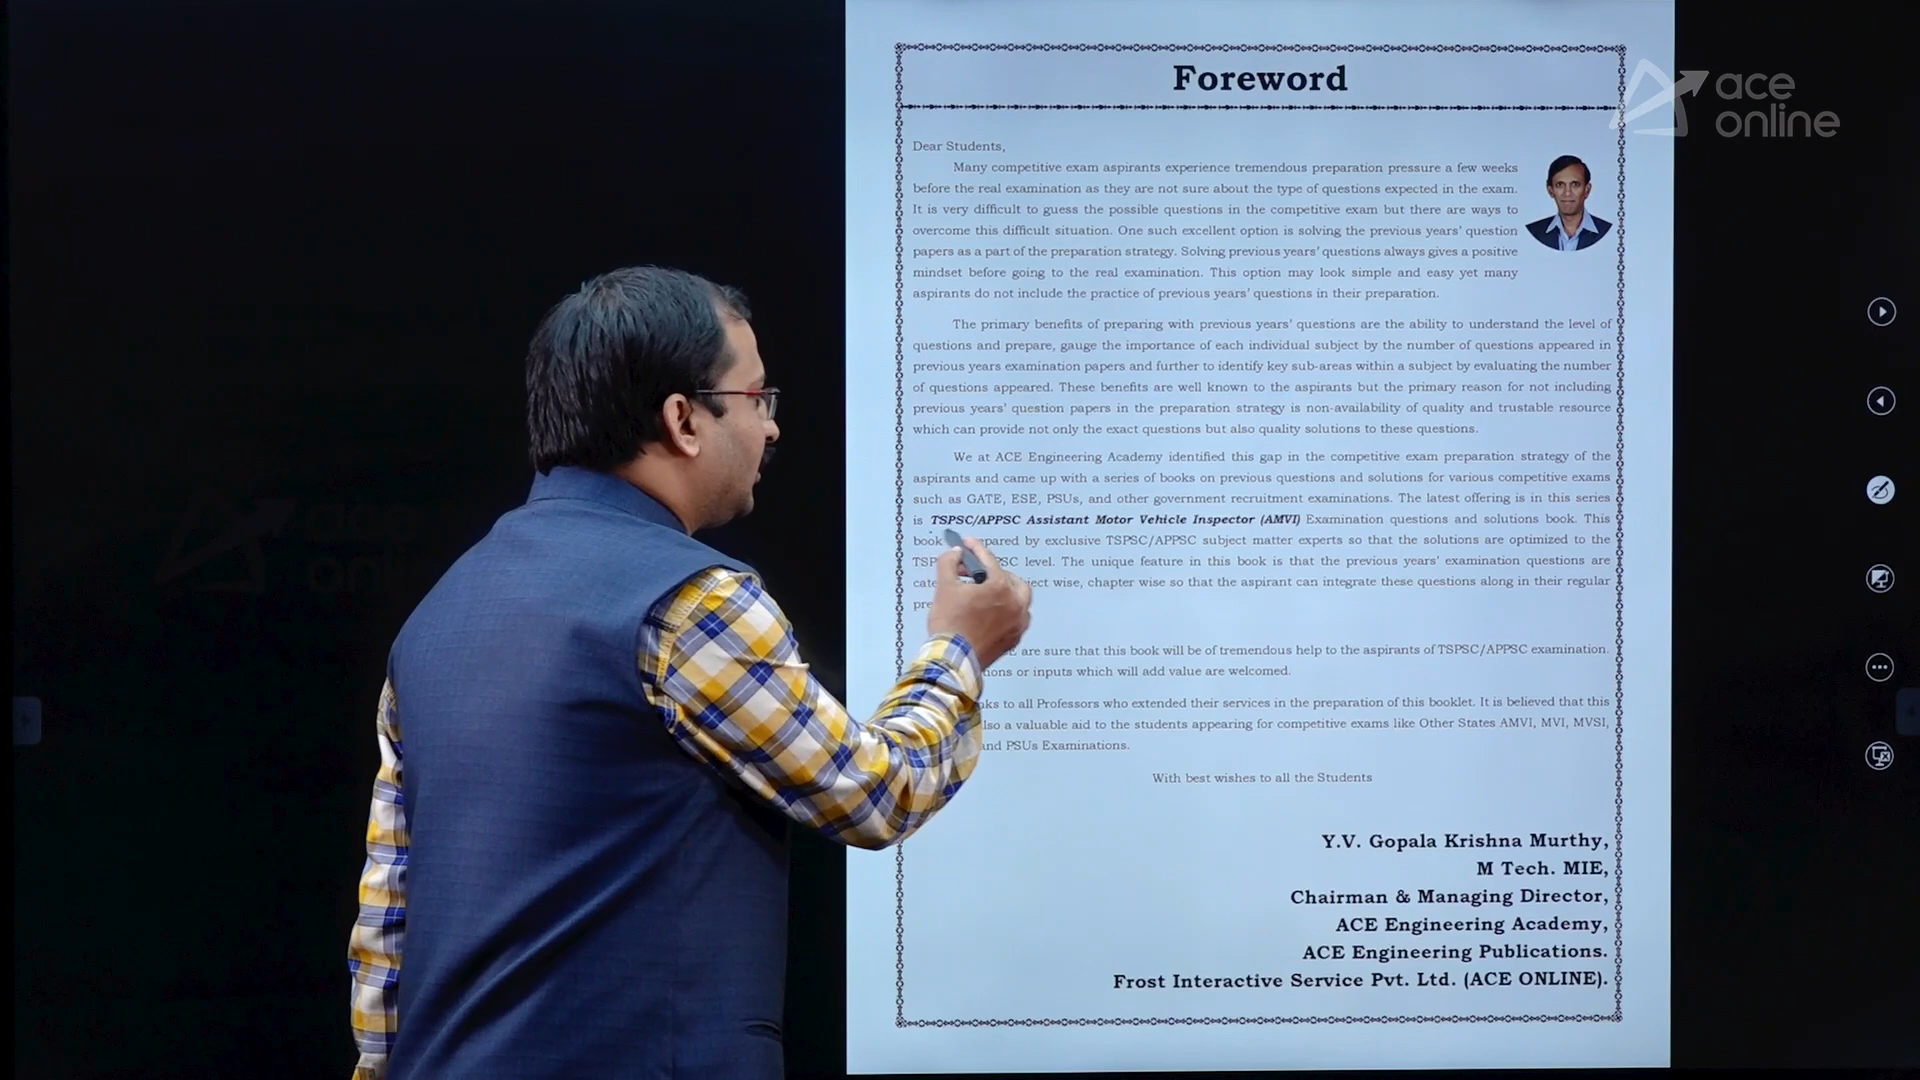 Foreword
ace
online
Dear Students,
Many competitive exam aspirants experience tremendous preparation pressure a few weeks
before the real examination as they are not sure about the type of questions expected in the exam.
It is very difficult to guess the possible questions in the competitive exam but there are ways to
overcome this difficult situation. One such excellent option is solving the previous years' question
papers as a part of the preparation strategy. Solving previous years' questions always gives a positive
mindset before going to the real examination. This option may look simple and easy yet many
aspirants do not include the practice of previous years' questions in their preparation.
The primary benefits of preparing with previous years' questions are the ability to understand the level of
questions and prepare, gauge the importance of each individual subject by the number of questions appeared in
previous years examination papers and further to identify key sub-areas within a subject by evaluating the number
of questions appeared. These benefits are well known to the aspirants but the primary reason for not including
previous years' question papers in the preparation strategy is non-availability of quality and trustable resource
which can provide not only the exact questions but also quality solutions to these questions.
We at ACE Engineering Academy identified this gap in the competitive exam preparation strategy of the
aspirants and came up with a series of books on previous questions and solutions for various competitive exams
such as GATE, ESE, PSUs, and other government recruitment examinations. The latest offering is in this series
is TSPSC/APPSC Assistant Motor Vehicle Inspector (AMVI) Examination questions and solutions book. This
book by exclusive TSPSC/APPSC subject matter experts so that the solutions are optimized to the
level. The unique feature in this book is that the previous years' examination questions are
wise, chapter wise so that the aspirant can integrate these questions along in their regular
are sure that this book will be of tremendous help to the aspirants of TSPSC/APPSC examination.
or inputs which will add value are welcomed.
to all Professors who extended their services in the preparation of this booklet. It is believed that this
a valuable aid to the students appearing for competitive exams like Other States AMVI, MVI, MVSI,
and PSUs Examinations.
With best wishes to all the Students
Y.V. Gopala Krishna Murthy,
M Tech. MIE,
Chairman & Managing Director,
ACE Engineering Academy,
ACE Engineering Publications.
Frost Interactive Service Pvt. Ltd. (ACE ONLINE).